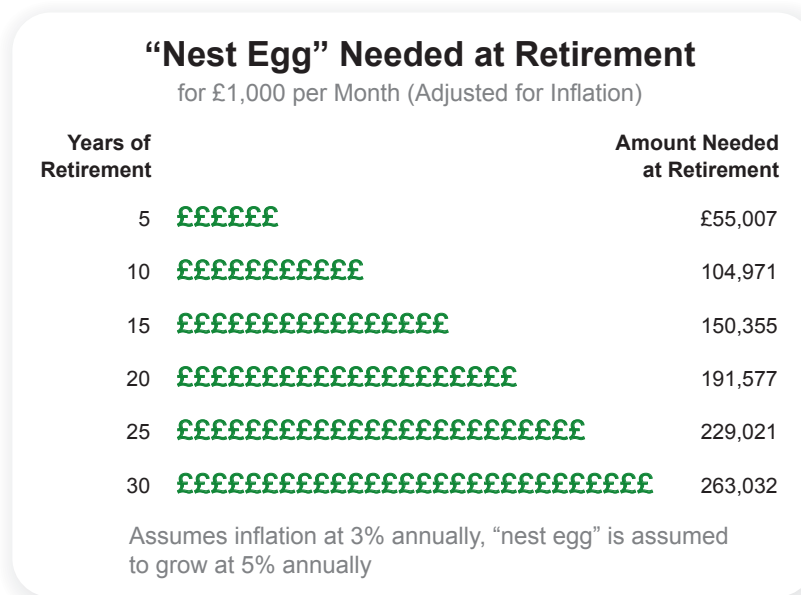 “Nest Egg” Needed at Retirement
for £1,000 per Month (Adjusted for Inflation)
Years of Retirement Amount Needed at Retirement
5 ££££££ £55,007
10 £££££££££££ 104,971
15 ££££££££££££££££ 150,355
20 ££££££££££££££££££££ 191,577
25 ££££££££££££££££££££££££ 229,021
30 ££££££££££££££££££££££££££££ 263,032
Assumes inflation at 3% annually, “nest egg” is assumed
to grow at 5% annually